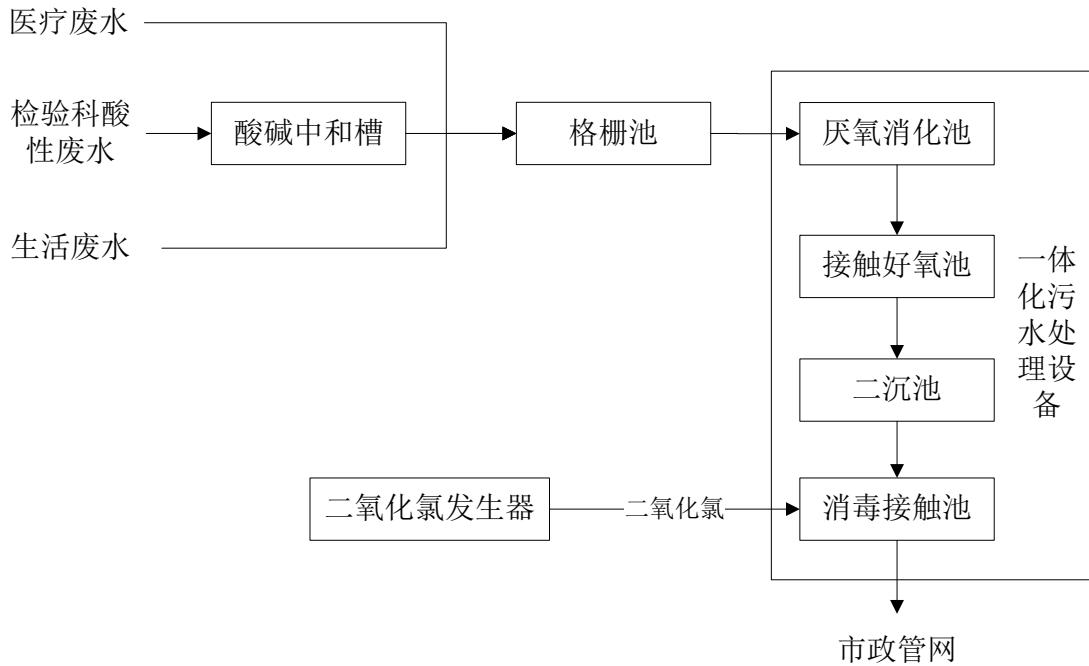 医疗废水
检验科酸
性废水
酸碱中和槽
格栅池
厌氧消化池
生活废水
接触好氧池
一体
化污
水处
理设
备
二沉池
二氧化氯发生器
二氧化氯
消毒接触池
市政管网